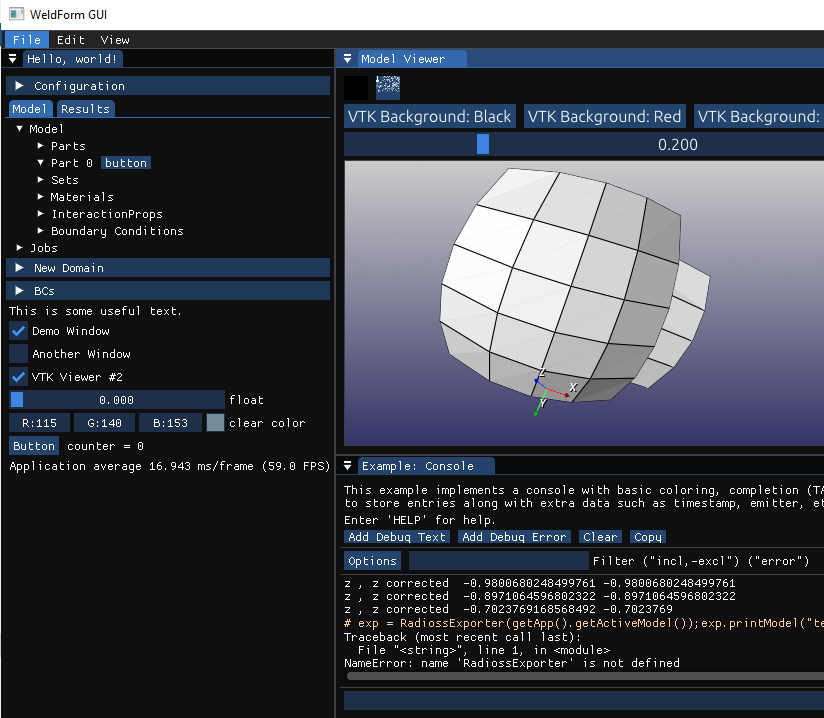 WeldForm GUI
File Edit View
Hello, world!
Configuration
Model Results
Model
Parts
Part 0 button
Sets
Materials
InteractionProps
Boundary Conditions
Jobs
New Domain
BCs
This is some useful text.
Demo Window
Another Window
VTK Viewer #2
0.000 float
R:115 G:140 B:153 clear color
Button counter = 0
Application average 16.943 ms/frame (59.0 FPS)
Model Viewer
VTK Background: Black VTK Background: Red VTK Background:
0.200
Z
X
Y
Example: Console
This example implements a console with basic coloring, completion (TA
to store entries along with extra data such as timestamp, emitter, et
Enter 'HELP' for help.
Add Debug Text Add Debug Error Clear Copy
Options Filter ("incl,-excl") ("error")
z , z corrected -0.9800680248499761 -0.9800680248499761
z , z corrected -0.8971064596802322 -0.8971064596802322
z , z corrected -0.7023769168568492 -0.7023769
# exp = RadiossExporter(getApp().getActiveModel());exp.printModel("te
Traceback (most recent call last):
File "<string>", line 1, in <module>
NameError: name 'RadiossExporter' is not defined